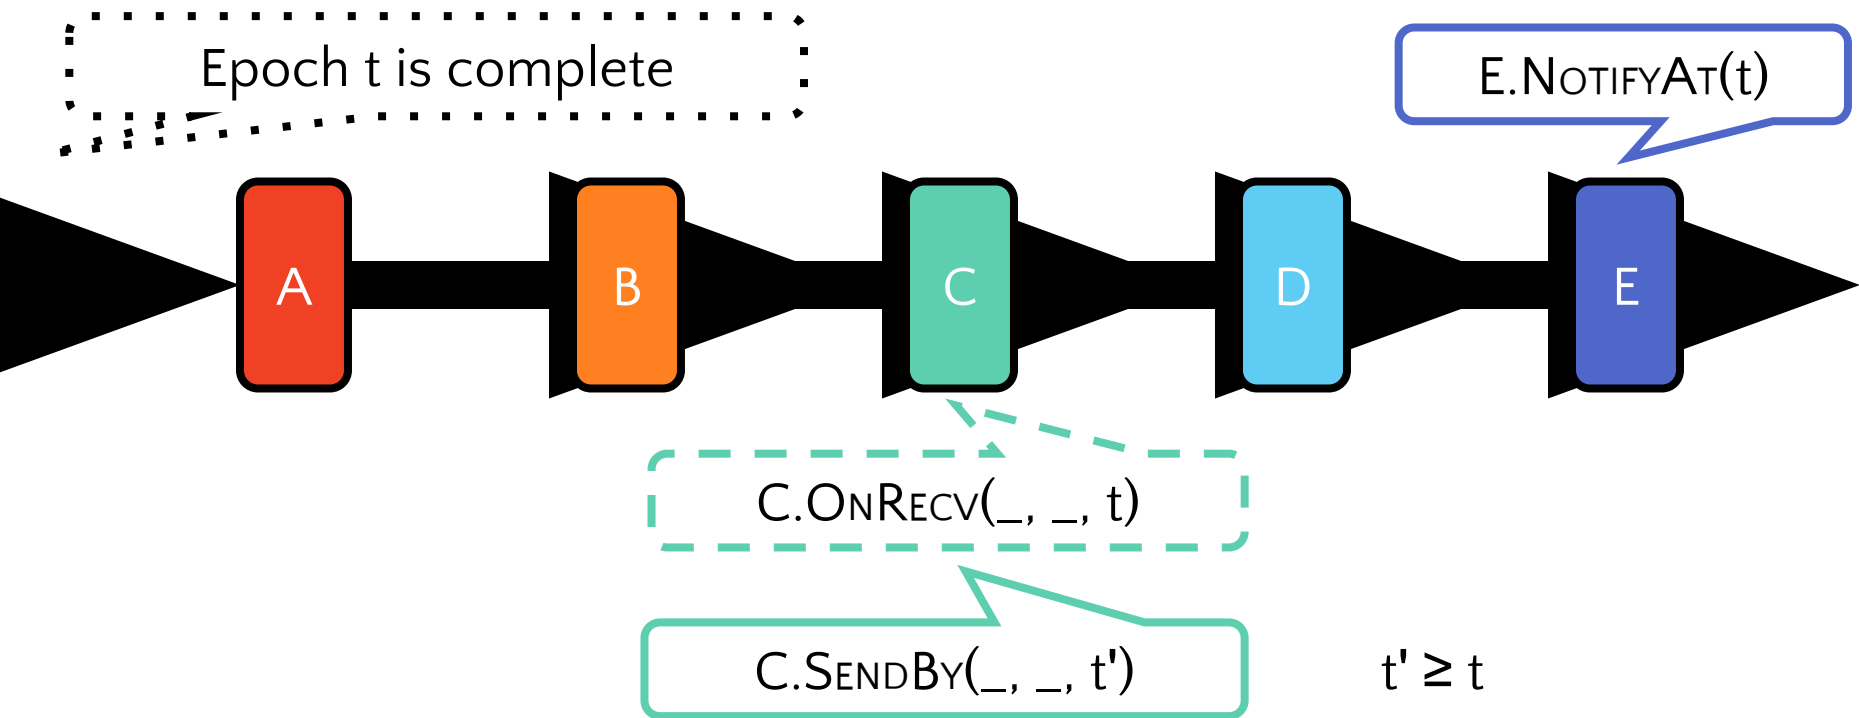 Epoch t is complete
E.NotifyAt(t)
A
B
C
D
E
C.OnRecv(_, _, t)
C.SendBy(_, _, t')
t' ≥ t